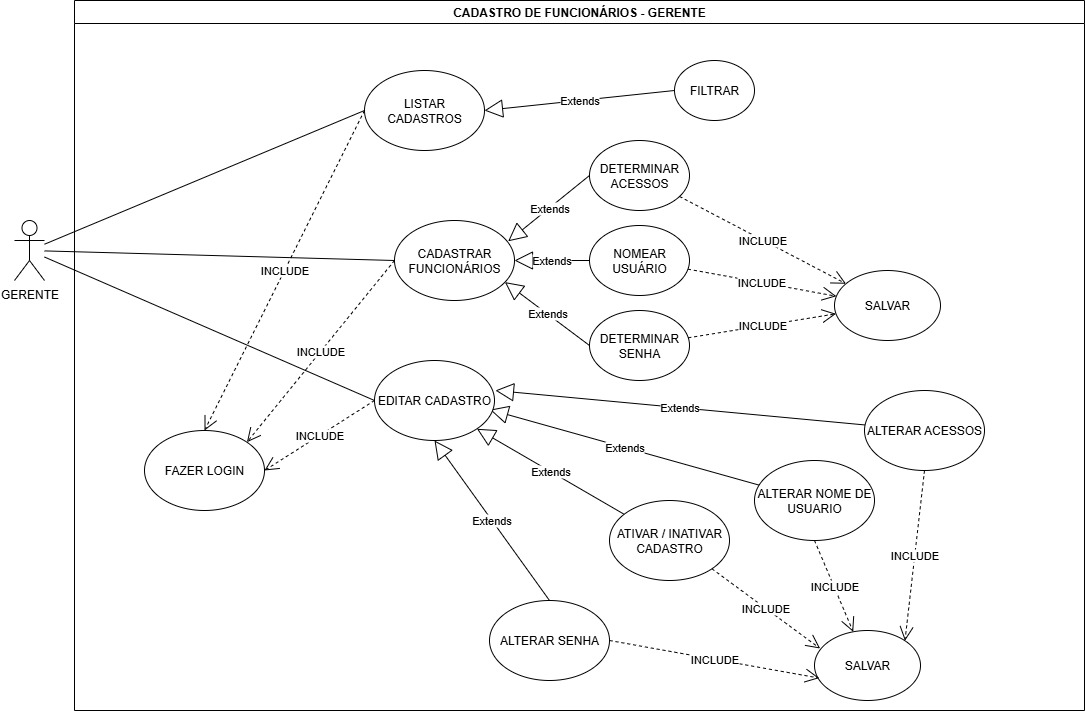 CADASTRO DE FUNCIONÁRIOS - GERENTE
LISTAR
CADASTROS
Extends
FILTRAR
DETERMINAR
ACESSOS
Extends
INCLUDE
GERENTE
CADASTRAR
FUNCIONÁRIOS
Extends
NOMEAR
USUÁRIO
INCLUDE
INCLUDE
SALVAR
Extends
DETERMINAR
SENHA
INCLUDE
INCLUDE
EDITAR CADASTRO
Extends
INCLUDE
ALTERAR ACESSOS
Extends
FAZER LOGIN
Extends
ALTERAR NOME DE
USUARIO
Extends
ATIVAR / INATIVAR
CADASTRO
INCLUDE
INCLUDE
INCLUDE
ALTERAR SENHA
INCLUDE
SALVAR